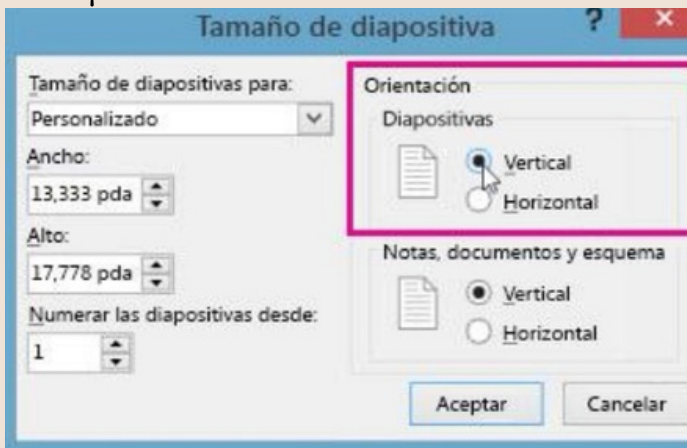 Tamaño de diapositiva
?
Tamaño de diapositivas para:
Personalizado
Ancho:
13,333 pda
Alto:
17,778 pda
Numerar las diapositivas desde:
1
Orientación
Diapositivas
Vertical
Horizontal
Notas, documentos y esquema
Vertical
Horizontal
Aceptar
Cancelar